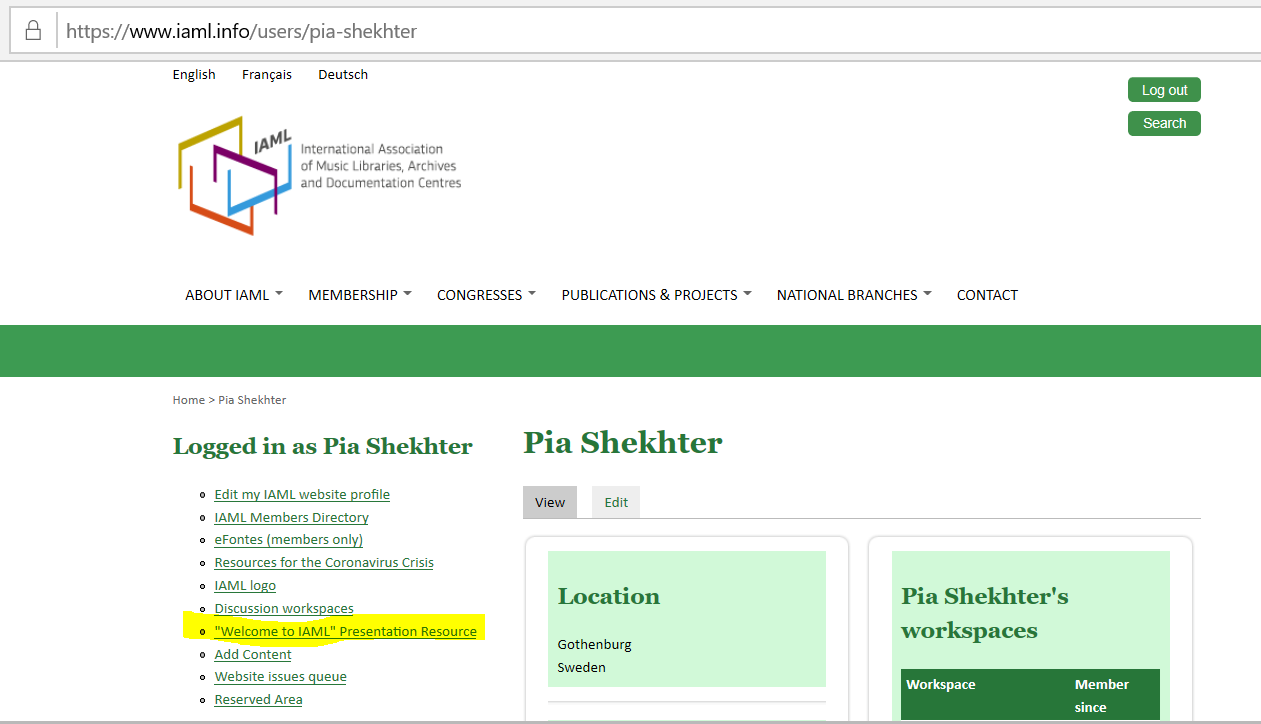 https://www.iaml.info/users/pia-shekhter
English Français Deutsch
Log out
Search
IAML
International Association
of Music Libraries, Archives
and Documentation Centres
ABOUT IAML MEMBERSHIP CONGRESSES PUBLICATIONS & PROJECTS NATIONAL BRANCHES CONTACT
Home > Pia Shekhter
Logged in as Pia Shekhter
Edit my IAML website profile
IAML Members Directory
eFontes (members only)
Resources for the Coronavirus Crisis
IAML logo
Discussion workspaces
"Welcome to IAML" Presentation Resource
Add Content
Website issues queue
Reserved Area
Pia Shekhter
View Edit
Location
Gothenburg
Sweden
Pia Shekhter's
workspaces
Workspace Member
since